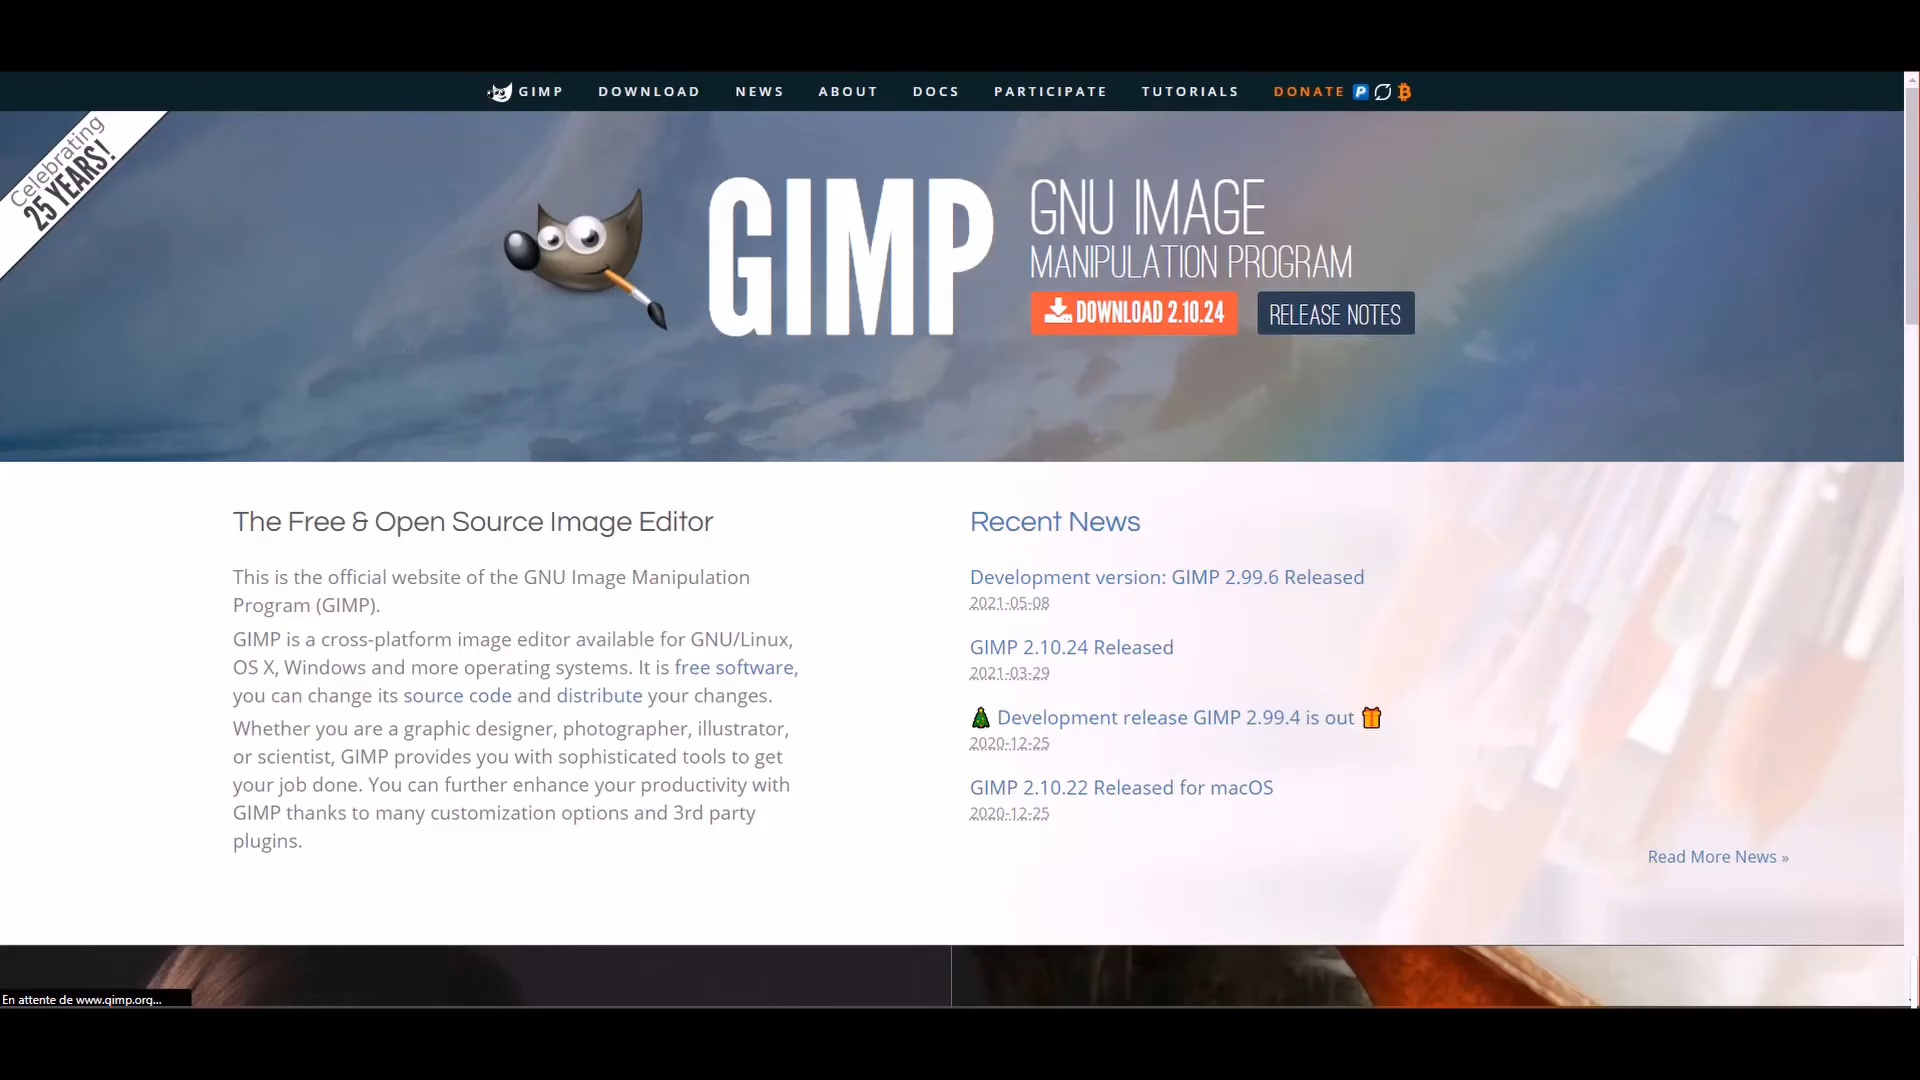 GIMP DOWNLOAD NEWS ABOUT DOCS PARTICIPATE TUTORIALS DONATE
Celebrating
25 YEARS!
GIMP
GNU IMAGE
MANIPULATION PROGRAM
DOWNLOAD 2.10.24
RELEASE NOTES
The Free & Open Source Image Editor
This is the official website of the GNU Image Manipulation
Program (GIMP).
GIMP is a cross-platform image editor available for GNU/Linux,
OS X, Windows and more operating systems. It is free software,
you can change its source code and distribute your changes.
Whether you are a graphic designer, photographer, illustrator,
or scientist, GIMP provides you with sophisticated tools to get
your job done. You can further enhance your productivity with
GIMP thanks to many customization options and 3rd party
plugins.
Recent News
Development version: GIMP 2.99.6 Released
2021-05-08
GIMP 2.10.24 Released
2021-03-29
🎄 Development release GIMP 2.99.4 is out 🎁
2020-12-25
GIMP 2.10.22 Released for macOS
2020-12-25
Read More News »
En attente de www.gimp.org...